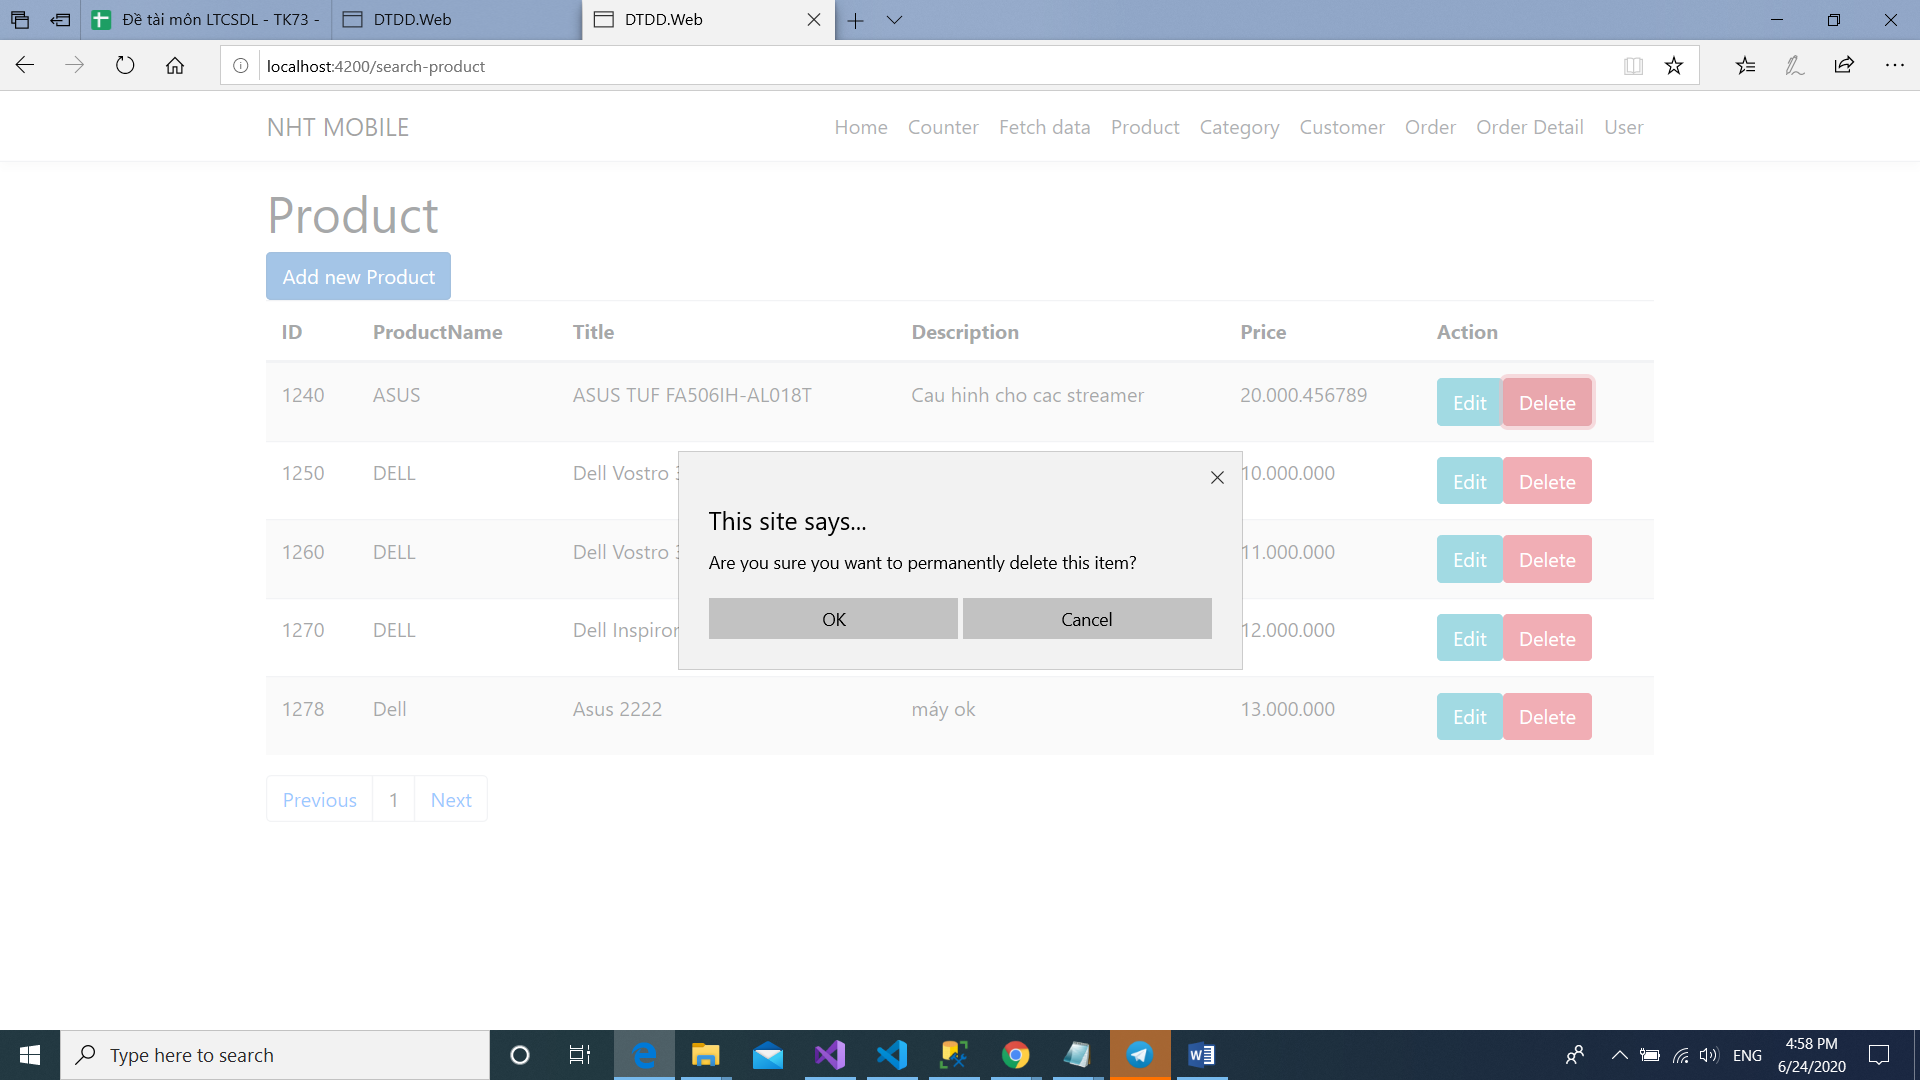 Đề tài môn LTCSDL - TK73 -
DTDD.Web
DTDD.Web
localhost:4200/search-product
NHT MOBILE
Home Counter Fetch data Product Category Customer Order Order Detail User
Product
Add new Product
ID ProductName Title Description Price Action
1240 ASUS ASUS TUF FA506IH-AL018T Cau hinh cho cac streamer 20.000.456789 Edit Delete
1250 DELL Dell Vostro 10.000.000 Edit Delete
1260 DELL Dell Vostro 11.000.000 Edit Delete
1270 DELL Dell 12.000.000 Edit Delete
1278 Dell Asus 2222 máy ok 13.000.000 Edit Delete
This site says...
Are you sure you want to permanently delete this item?
OK Cancel
Previous 1 Next
Type here to search
ENG
4:58 PM
6/24/2020